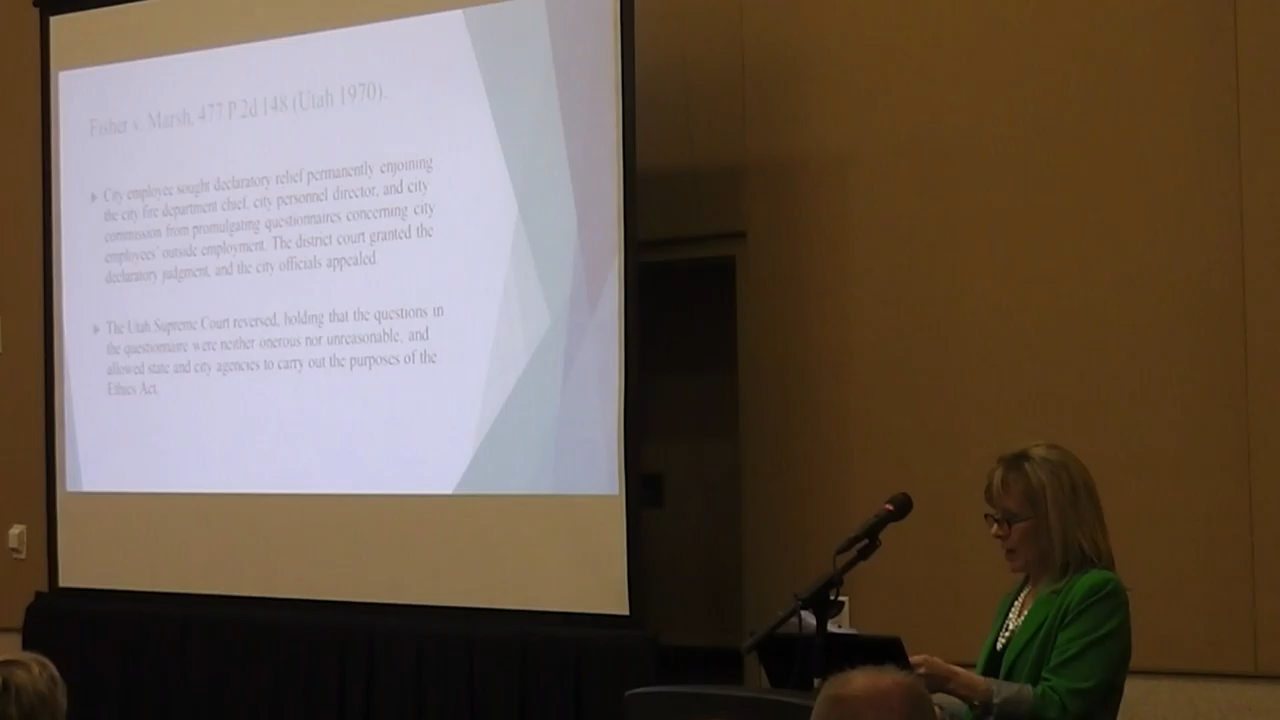 Fisher v. Marsh, 477 P.2d 148 (Utah 1970).
City employee sought declaratory relief permanently enjoining
the city fire department chief, city personnel director, and city
commission from promulgating questionnaires concerning city
employees' outside employment. The district court granted the
declaratory judgment, and the city officials appealed.
The Utah Supreme Court reversed, holding that the questions in
the questionnaire were neither onerous nor unreasonable, and
allowed state and city agencies to carry out the purposes of the
Ethics Act.